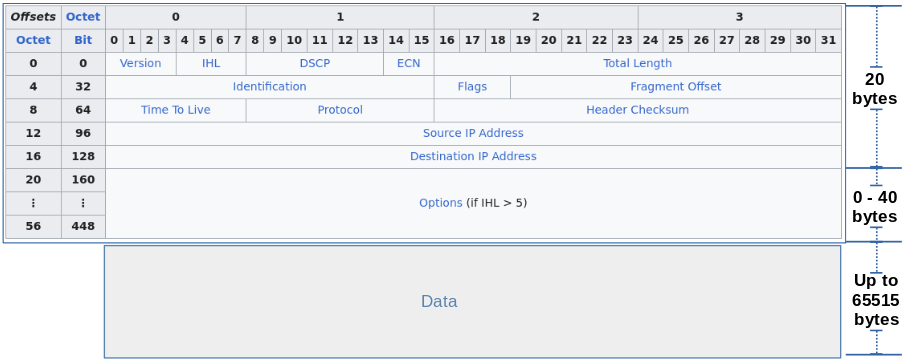 Offsets Octet 0 1 2 3
Octet Bit 0 1 2 3 4 5 6 7 8 9 10 11 12 13 14 15 16 17 18 19 20 21 22 23 24 25 26 27 28 29 30 31
0 0 Version IHL DSCP ECN Total Length
4 32 Identification Flags Fragment Offset
8 64 Time To Live Protocol Header Checksum
12 96 Source IP Address
16 128 Destination IP Address
20 160
⋮ ⋮ Options (if IHL > 5)
56 448
20
bytes
0 - 40
bytes
Data
Up to
65515
bytes